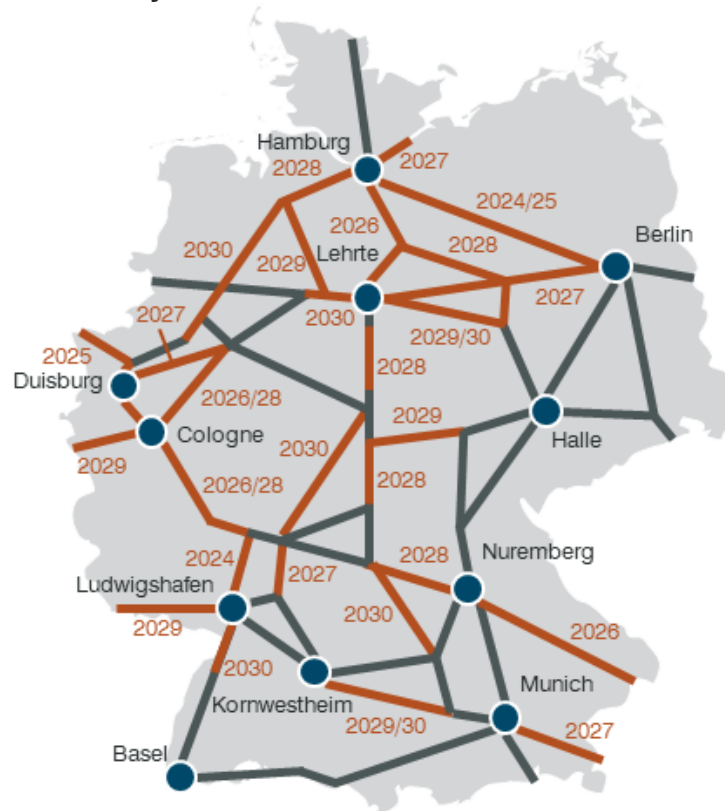 Hamburg
2028
2027
2024/25
2026
Berlin
Lehrte
2028
2030
2029
2027
2027
2030
2029/30
2025
2028
Duisburg
2026/28
2029
Cologne
2030
Halle
2029
2026/28
2028
2024
2028
Nuremberg
Ludwigshafen
2027
2030
2029
2026
2030
Munich
Kornwestheim
2029/30
2027
Basel